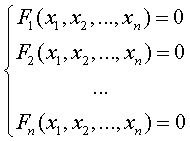 F₁(x₁, x₂, ..., xₙ) = 0
F₂(x₁, x₂, ..., xₙ) = 0
...
Fₙ(x₁, x₂, ..., xₙ) = 0